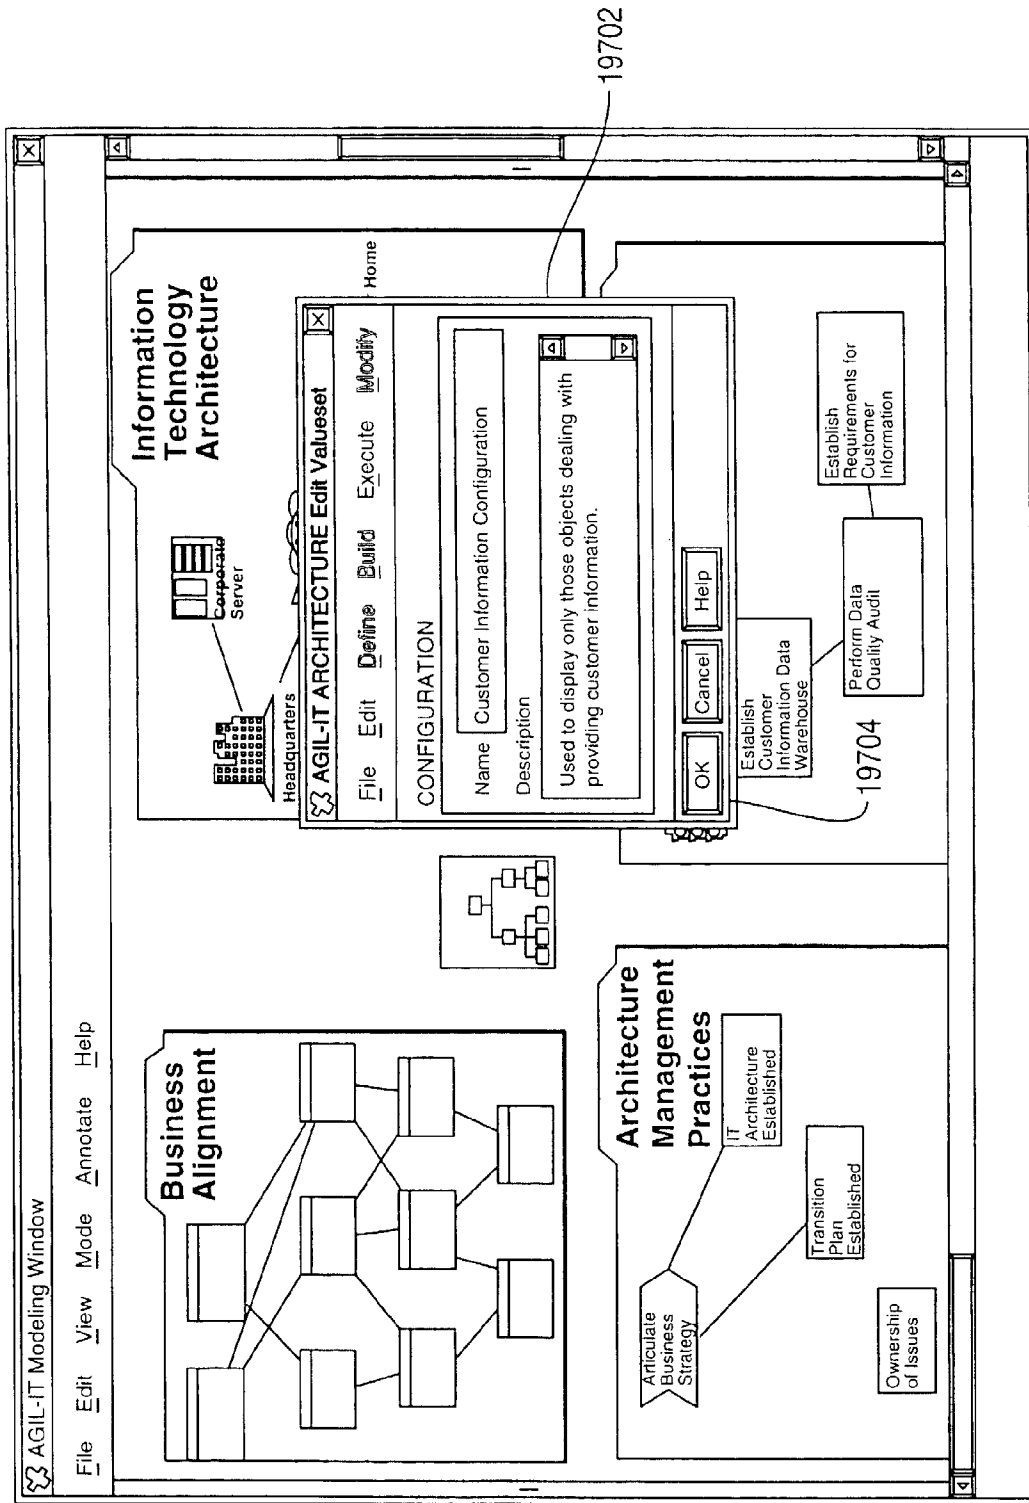 AGIL-IT Modeling Window
File Edit View Mode Annotate Help
Business
Alignment
Information
Technology
Architecture
Corporate
Server
Headquarters
Home
AGIL-IT ARCHITECTURE Edit Valueset
File Edit Define Build Execute Modify
CONFIGURATION
Name Customer Information Configuration
Description
Used to display only those objects dealing with
providing customer information.
OK Cancel Help
19702
19704
Architecture
Management
Practices
Articulate
Business
Strategy
IT
Architecture
Established
Transition
Plan
Established
Ownership
of Issues
Establish
Customer
Information Data
Warehouse
Perform Data
Quality Audit
Establish
Requirements for
Customer
Information